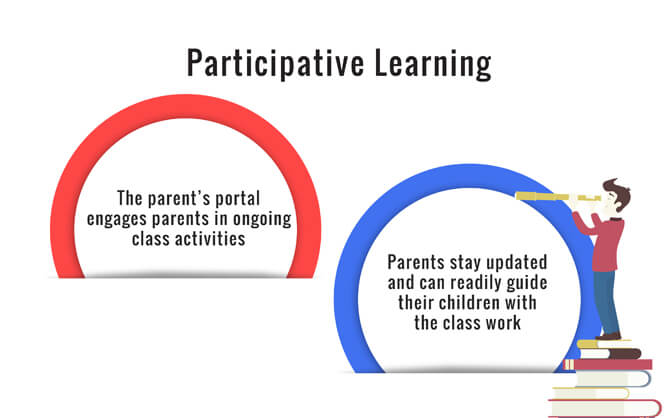 Participative Learning
The parent's portal
engages parents in ongoing
class activities
Parents stay updated
and can readily guide
their children with
the class work